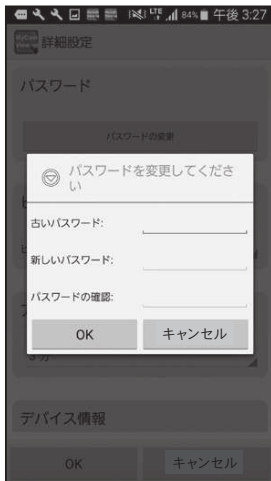 84% 午後 3:27
詳細設定
パスワード
パスワードの変更
パスワードを変更してくださ
い
古いパスワード:
新しいパスワード:
パスワードの確認:
OK キャンセル
3 分
デバイス情報
OK キャンセル